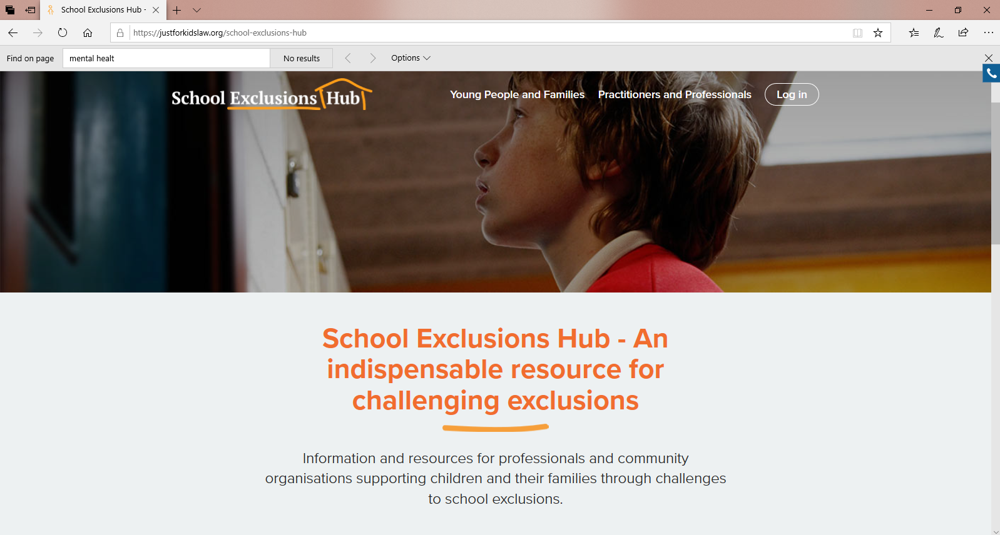 School Exclusions Hub -
https://justforkidslaw.org/school-exclusions-hub
Find on page
mental healt
No results
Options
School Exclusions Hub
Young People and Families
Practitioners and Professionals
Log in
School Exclusions Hub - An
indispensable resource for
challenging exclusions
Information and resources for professionals and community
organisations supporting children and their families through challenges
to school exclusions.